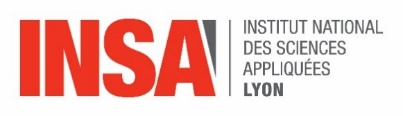 INSA
INSTITUT NATIONAL
DES SCIENCES
APPLIQUÉES
LYON